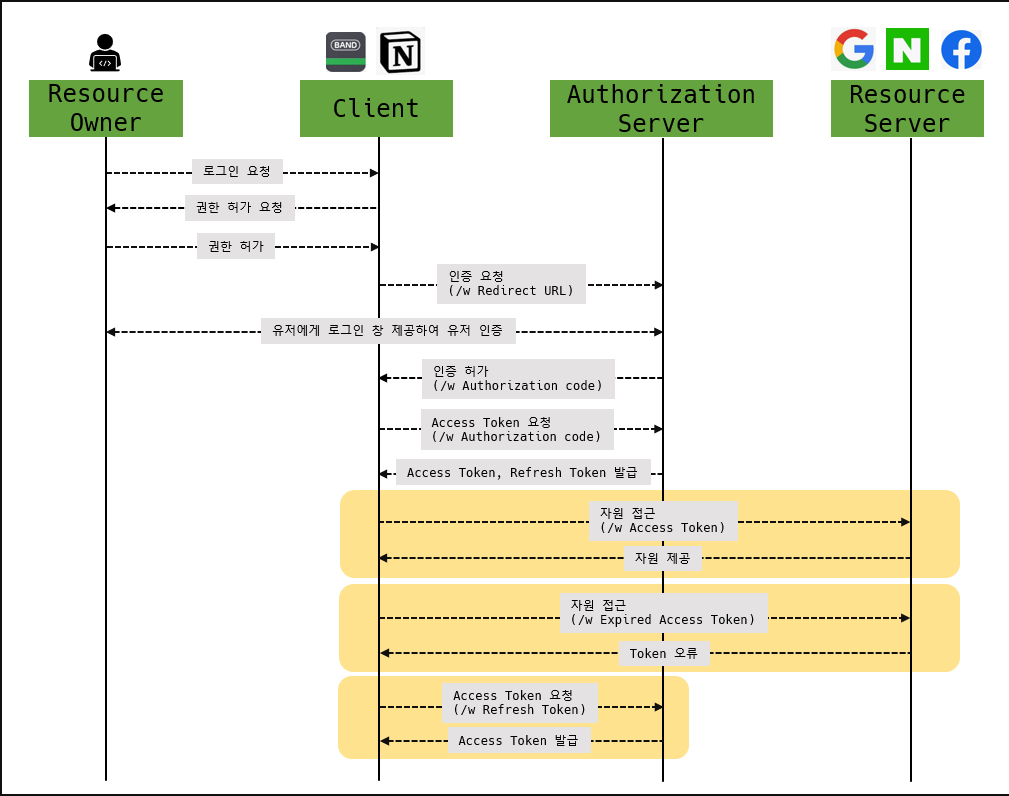 BAND
N
N
</>
Resource
Owner
Client
Authorization
Server
Resource
Server
로그인 요청
권한 허가 요청
권한 허가
인증 요청
(/w Redirect URL)
유저에게 로그인 창 제공하여 유저 인증
인증 허가
(/w Authorization code)
Access Token 요청
(/w Authorization code)
Access Token, Refresh Token 발급
자원 접근
(/w Access Token)
자원 제공
자원 접근
(/w Expired Access Token)
Token 오류
Access Token 요청
(/w Refresh Token)
Access Token 발급